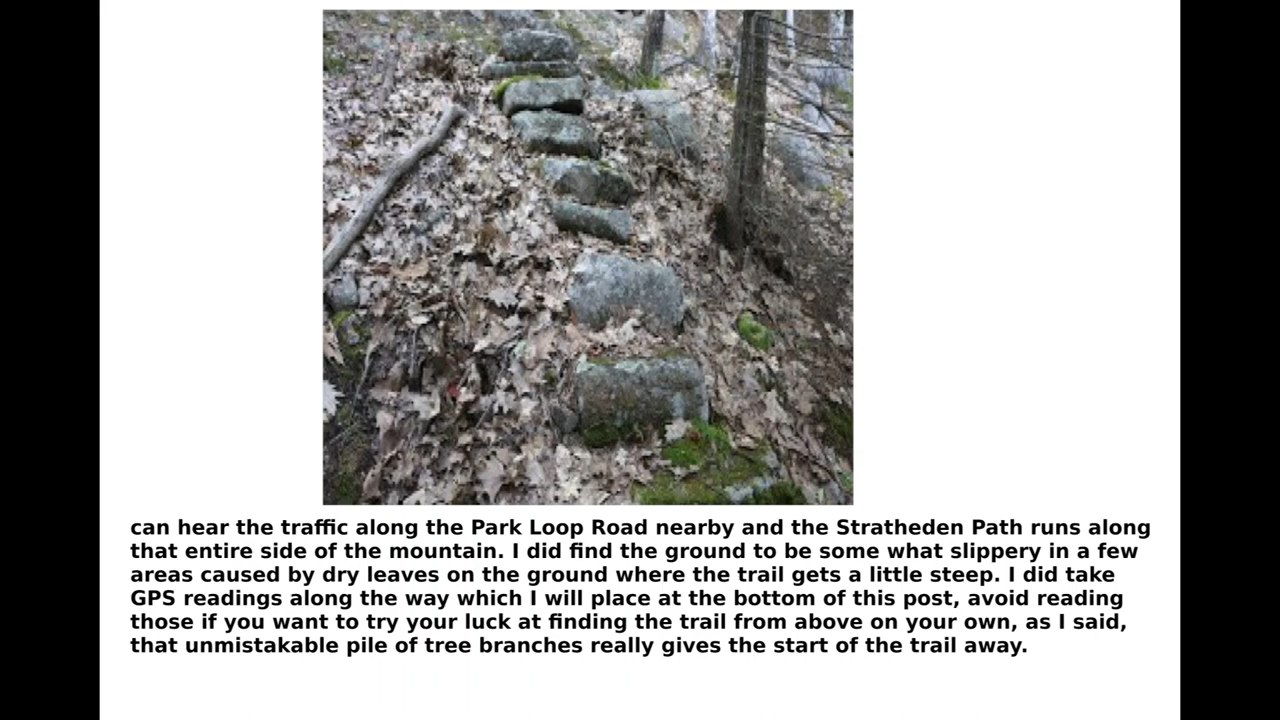 can hear the traffic along the Park Loop Road nearby and the Stratheden Path runs along
that entire side of the mountain. I did find the ground to be some what slippery in a few
areas caused by dry leaves on the ground where the trail gets a little steep. I did take
GPS readings along the way which I will place at the bottom of this post, avoid reading
those if you want to try your luck at finding the trail from above on your own, as I said,
that unmistakable pile of tree branches really gives the start of the trail away.